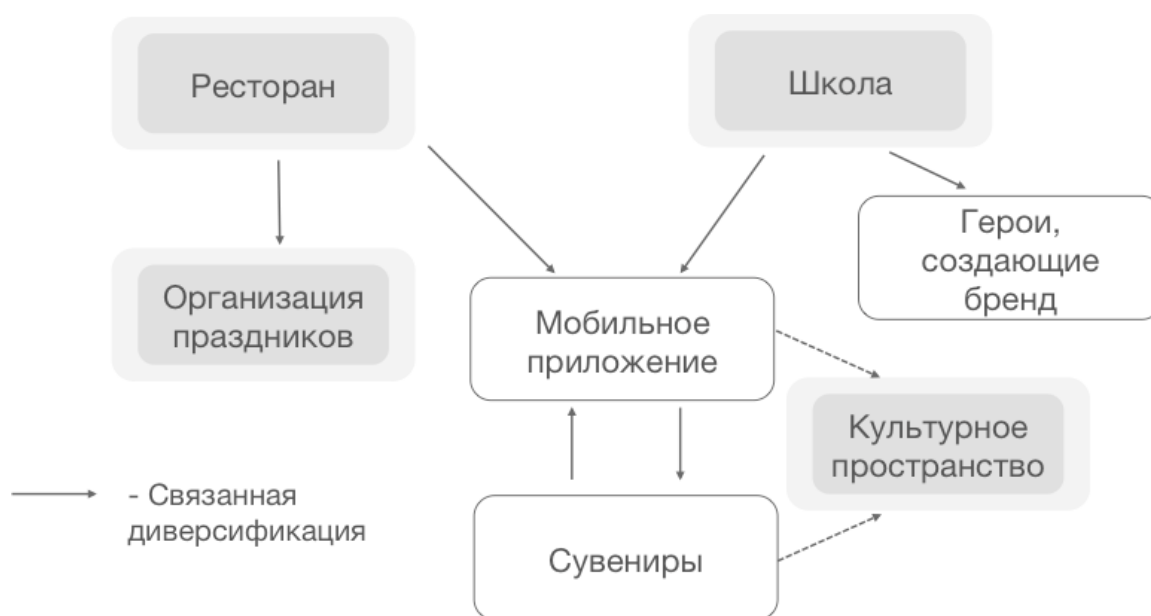 Ресторан
Школа
Герои,
создающие
бренд
Организация
праздников
Мобильное
приложение
Культурное
пространство
- Связанная
диверсификация
Сувениры